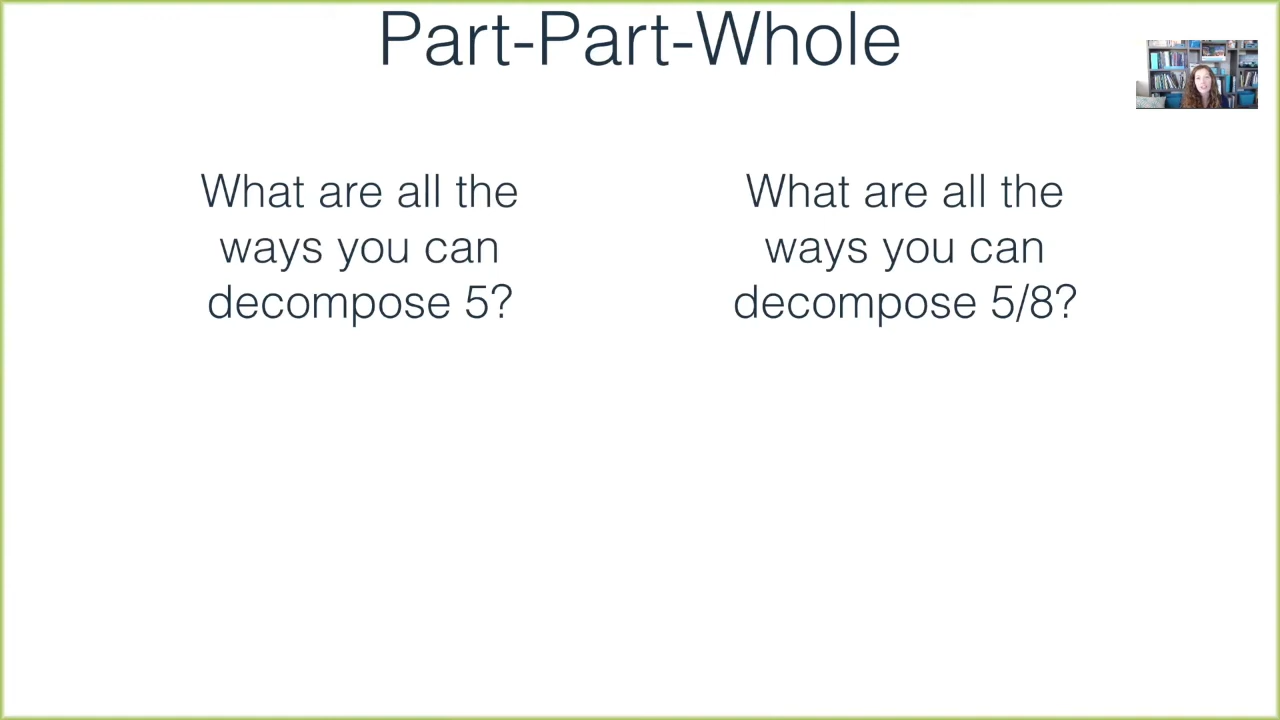 Part-Part-Whole
What are all the
ways you can
decompose 5?
What are all the
ways you can
decompose 5/8?